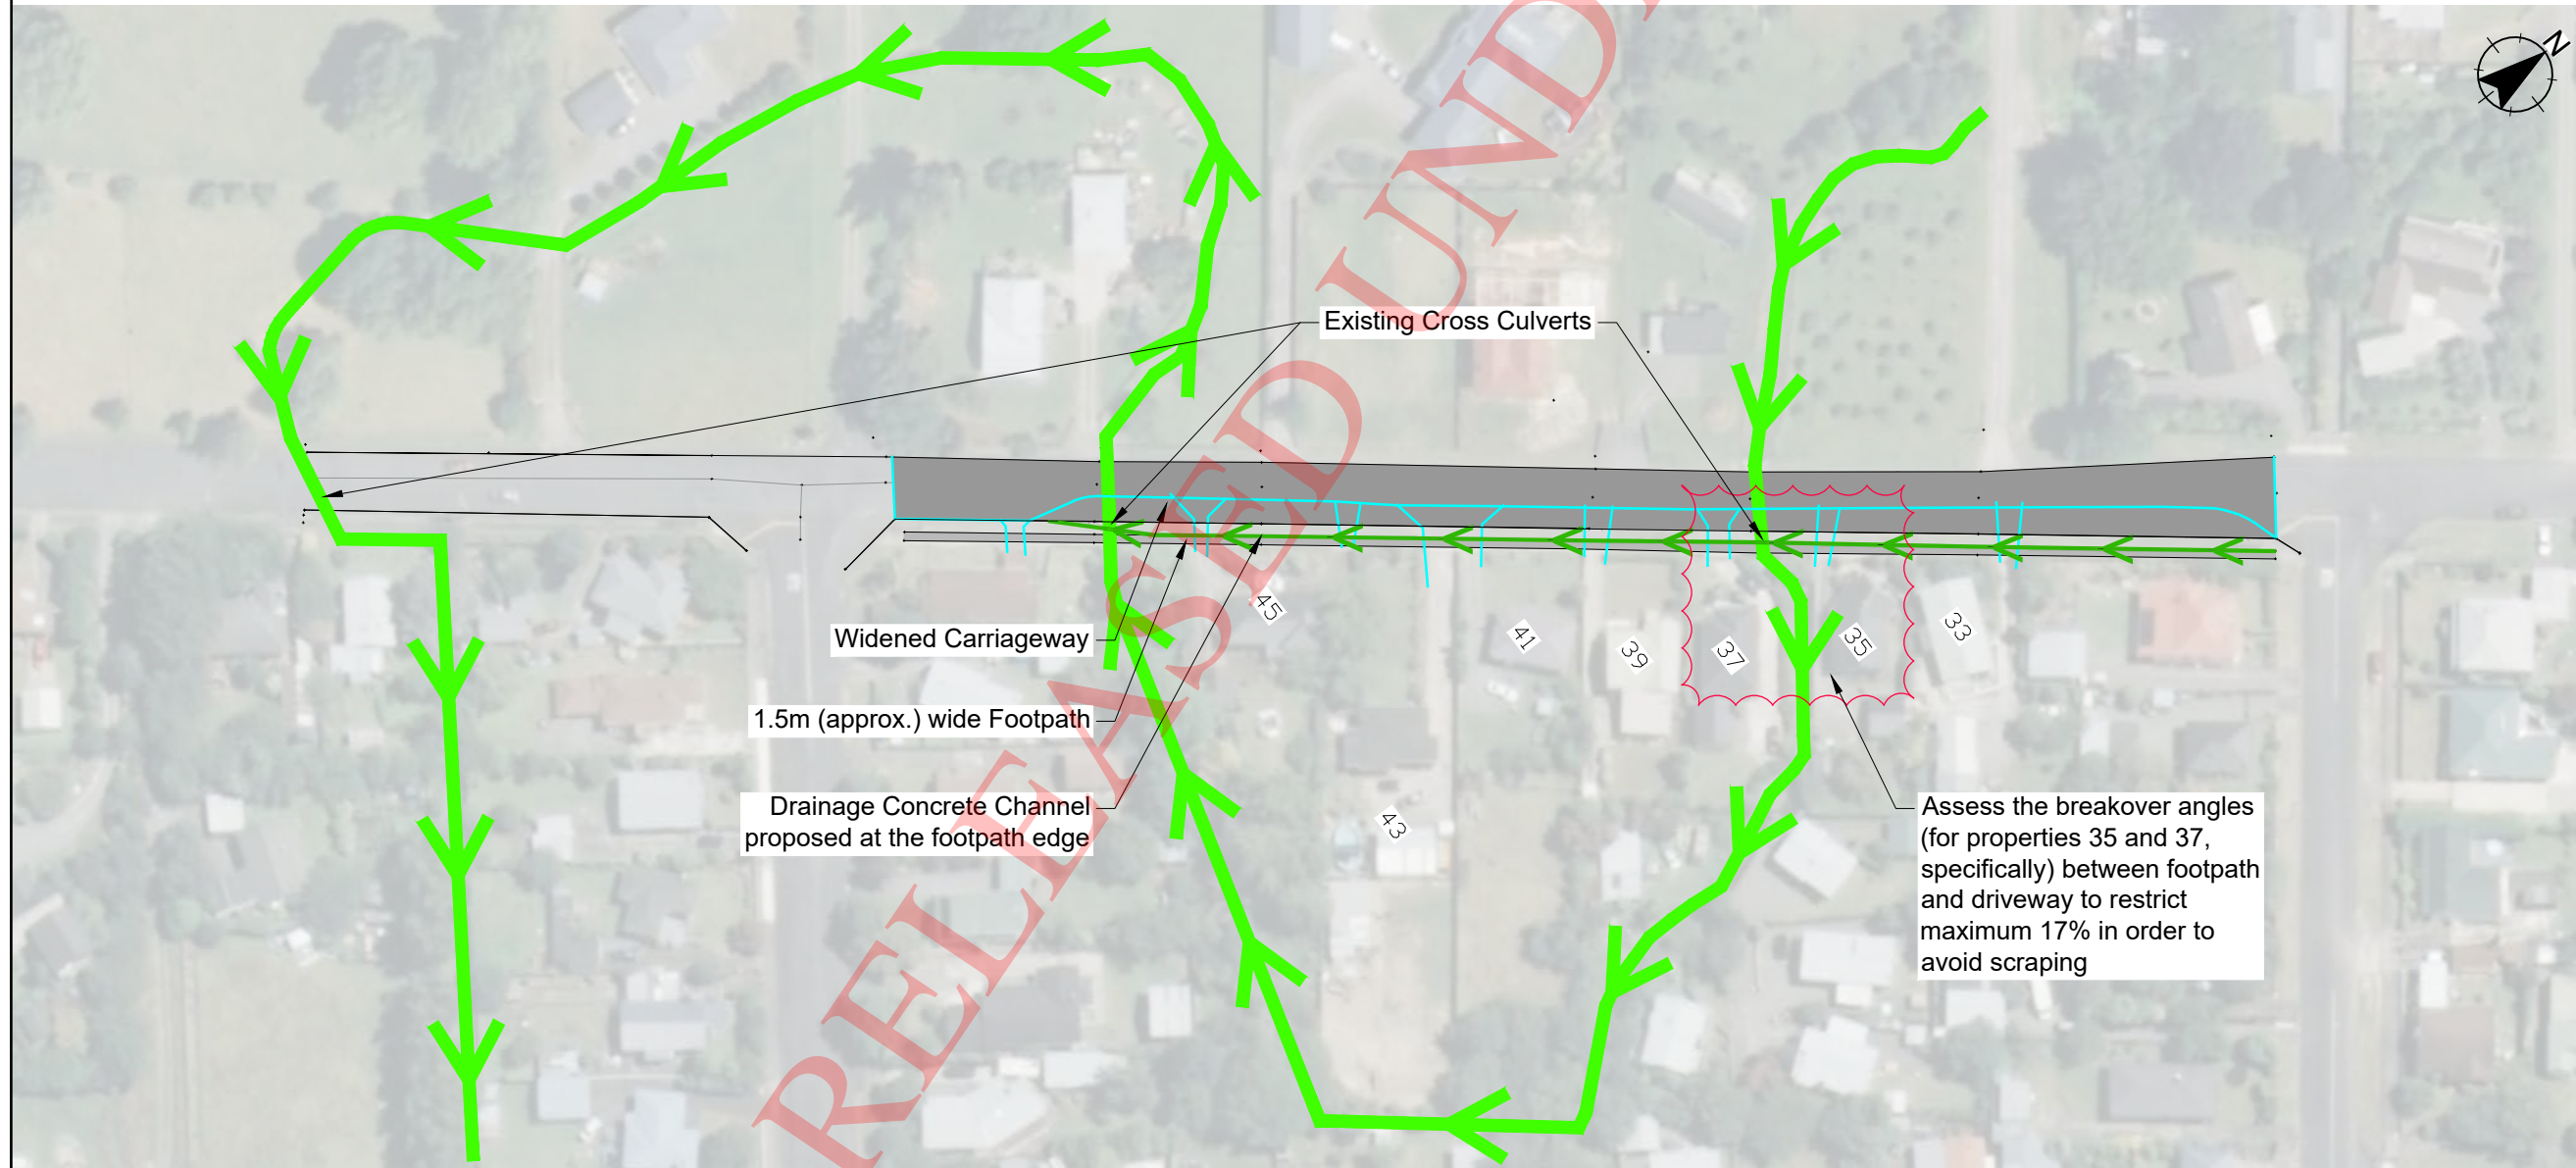 N
Existing Cross Culverts
Widened Carriageway
1.5m (approx.) wide Footpath
Drainage Concrete Channel
proposed at the footpath edge
45
43
41
39
37
35
33
Assess the breakover angles
(for properties 35 and 37,
specifically) between footpath
and driveway to restrict
maximum 17% in order to
avoid scraping
RELEASED UND